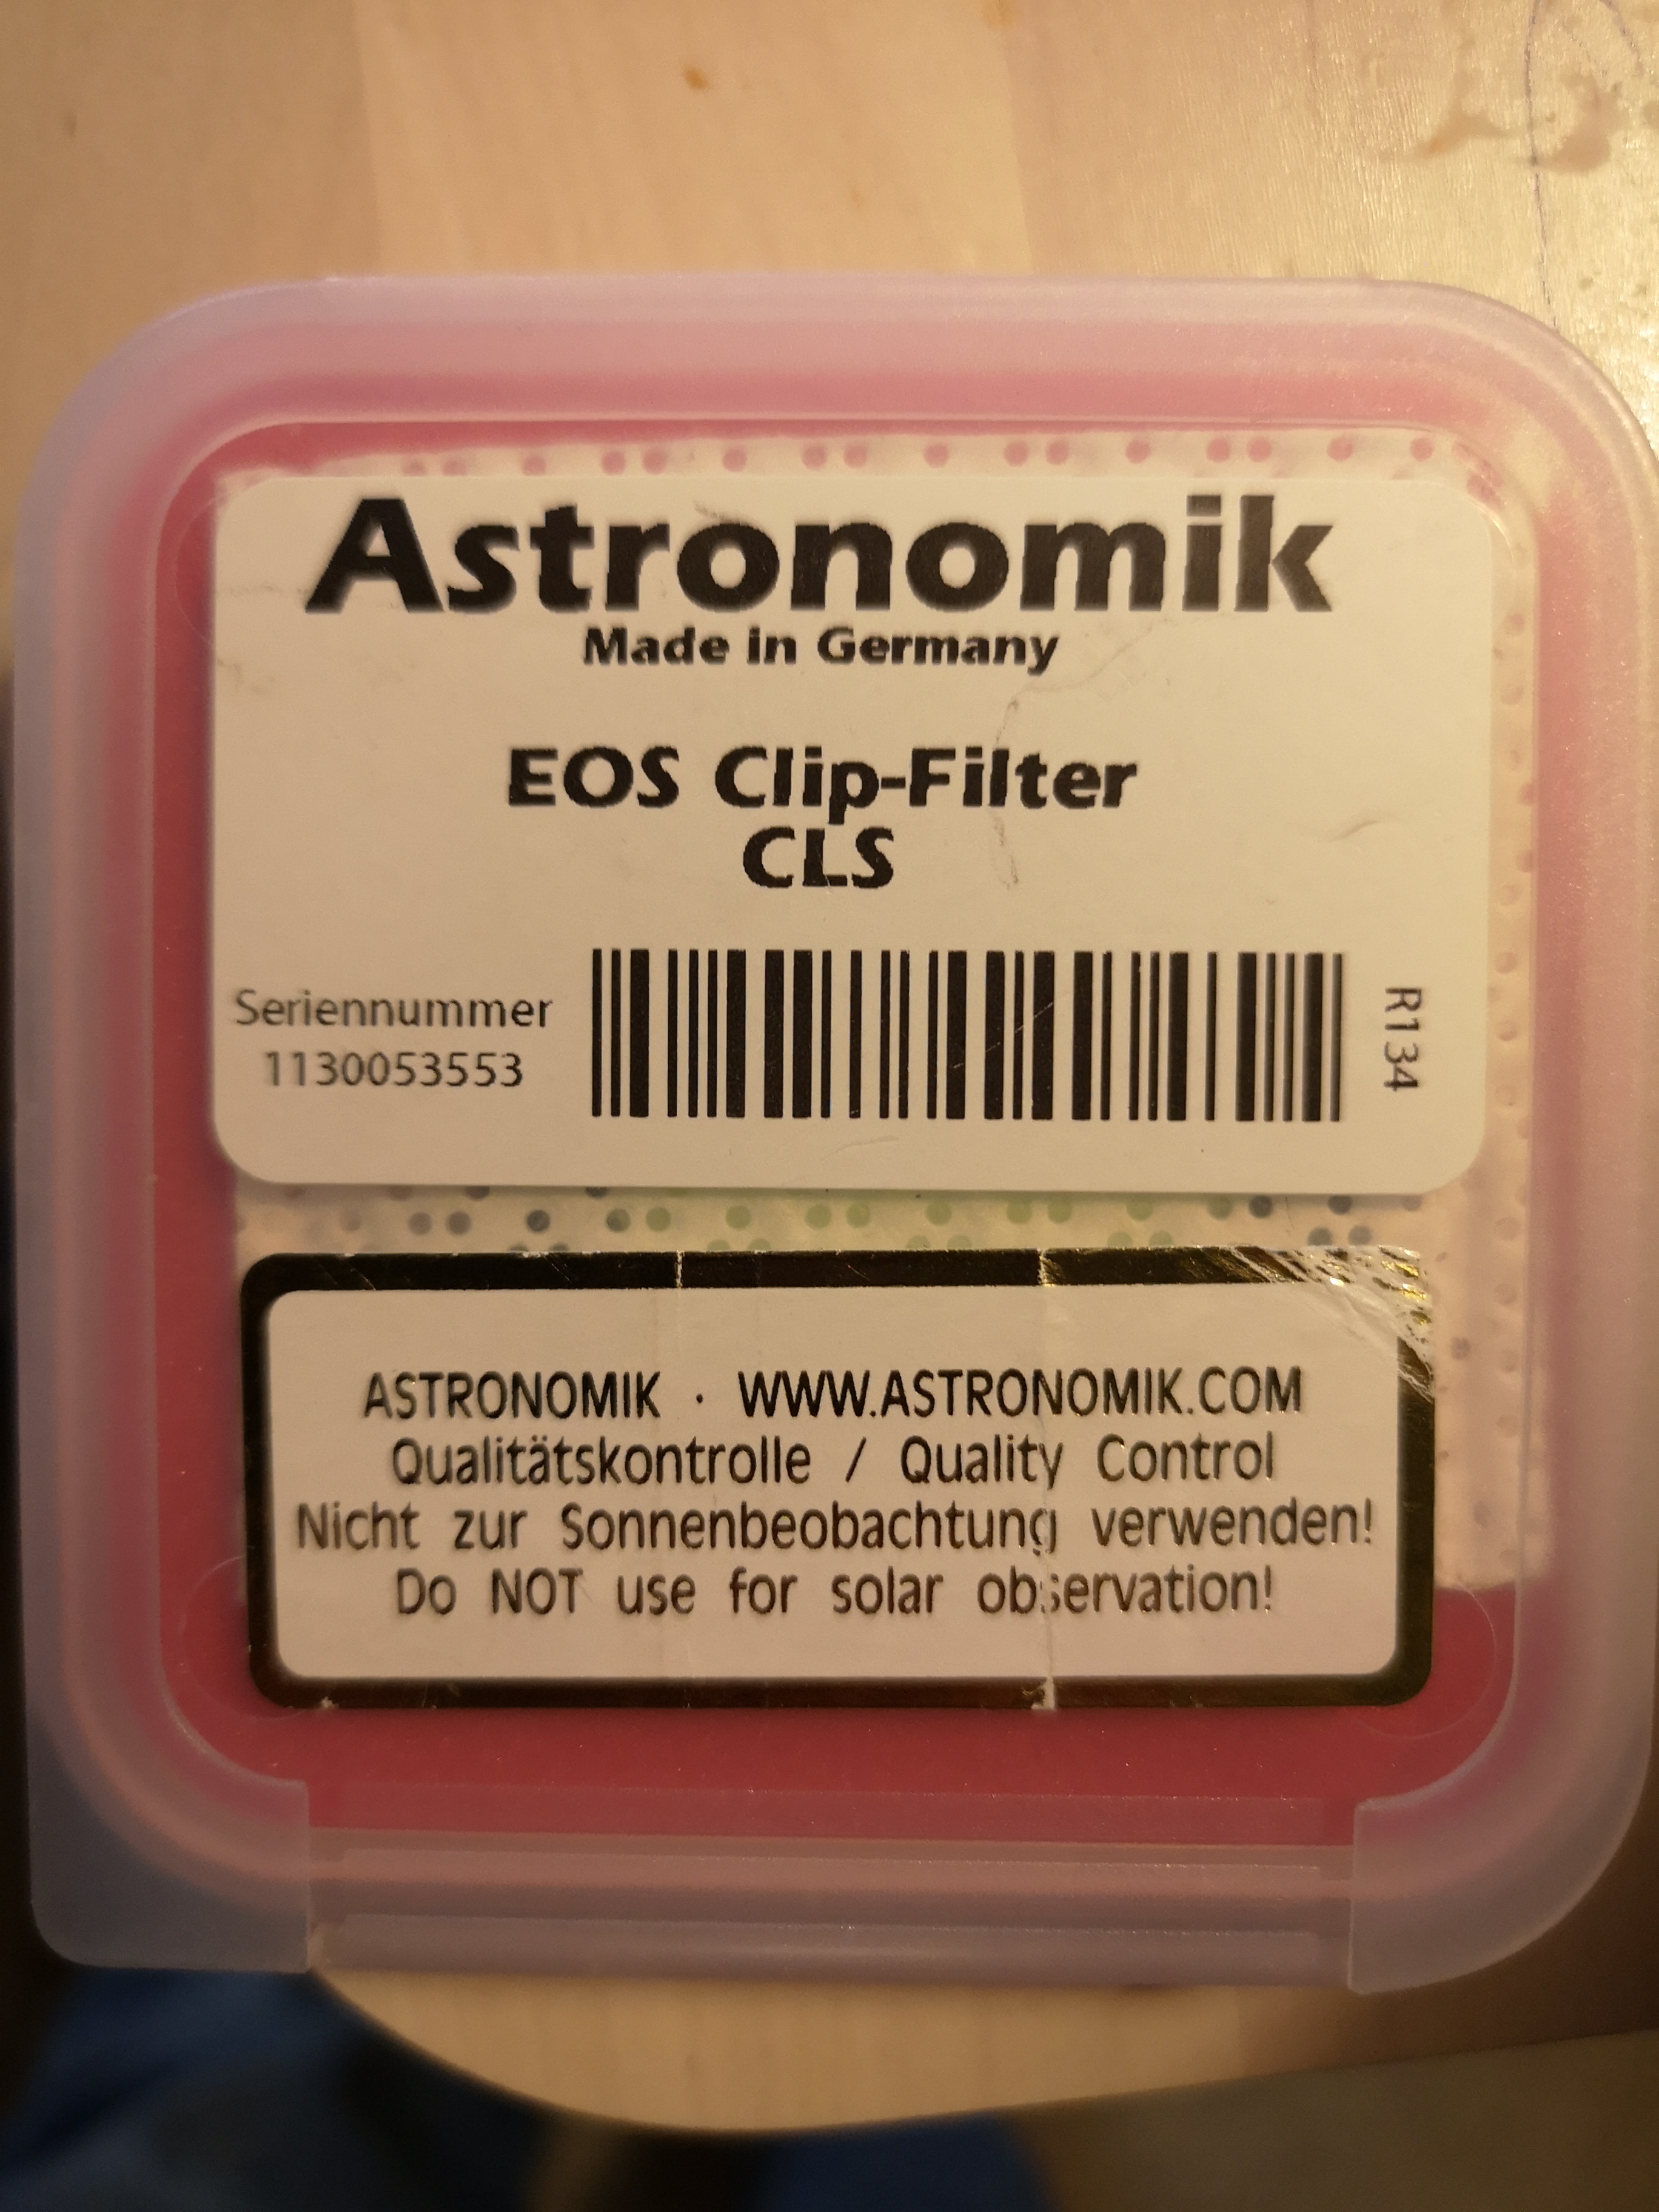 Astronomik
Made in Germany
EOS Clip-Filter
CLS
Seriennummer
1130053553
R134
ASTRONOMIK · WWW.ASTRONOMIK.COM
Qualitätskontrolle / Quality Control
Nicht zur Sonnenbeobachtung verwenden!
Do NOT use for solar observation!